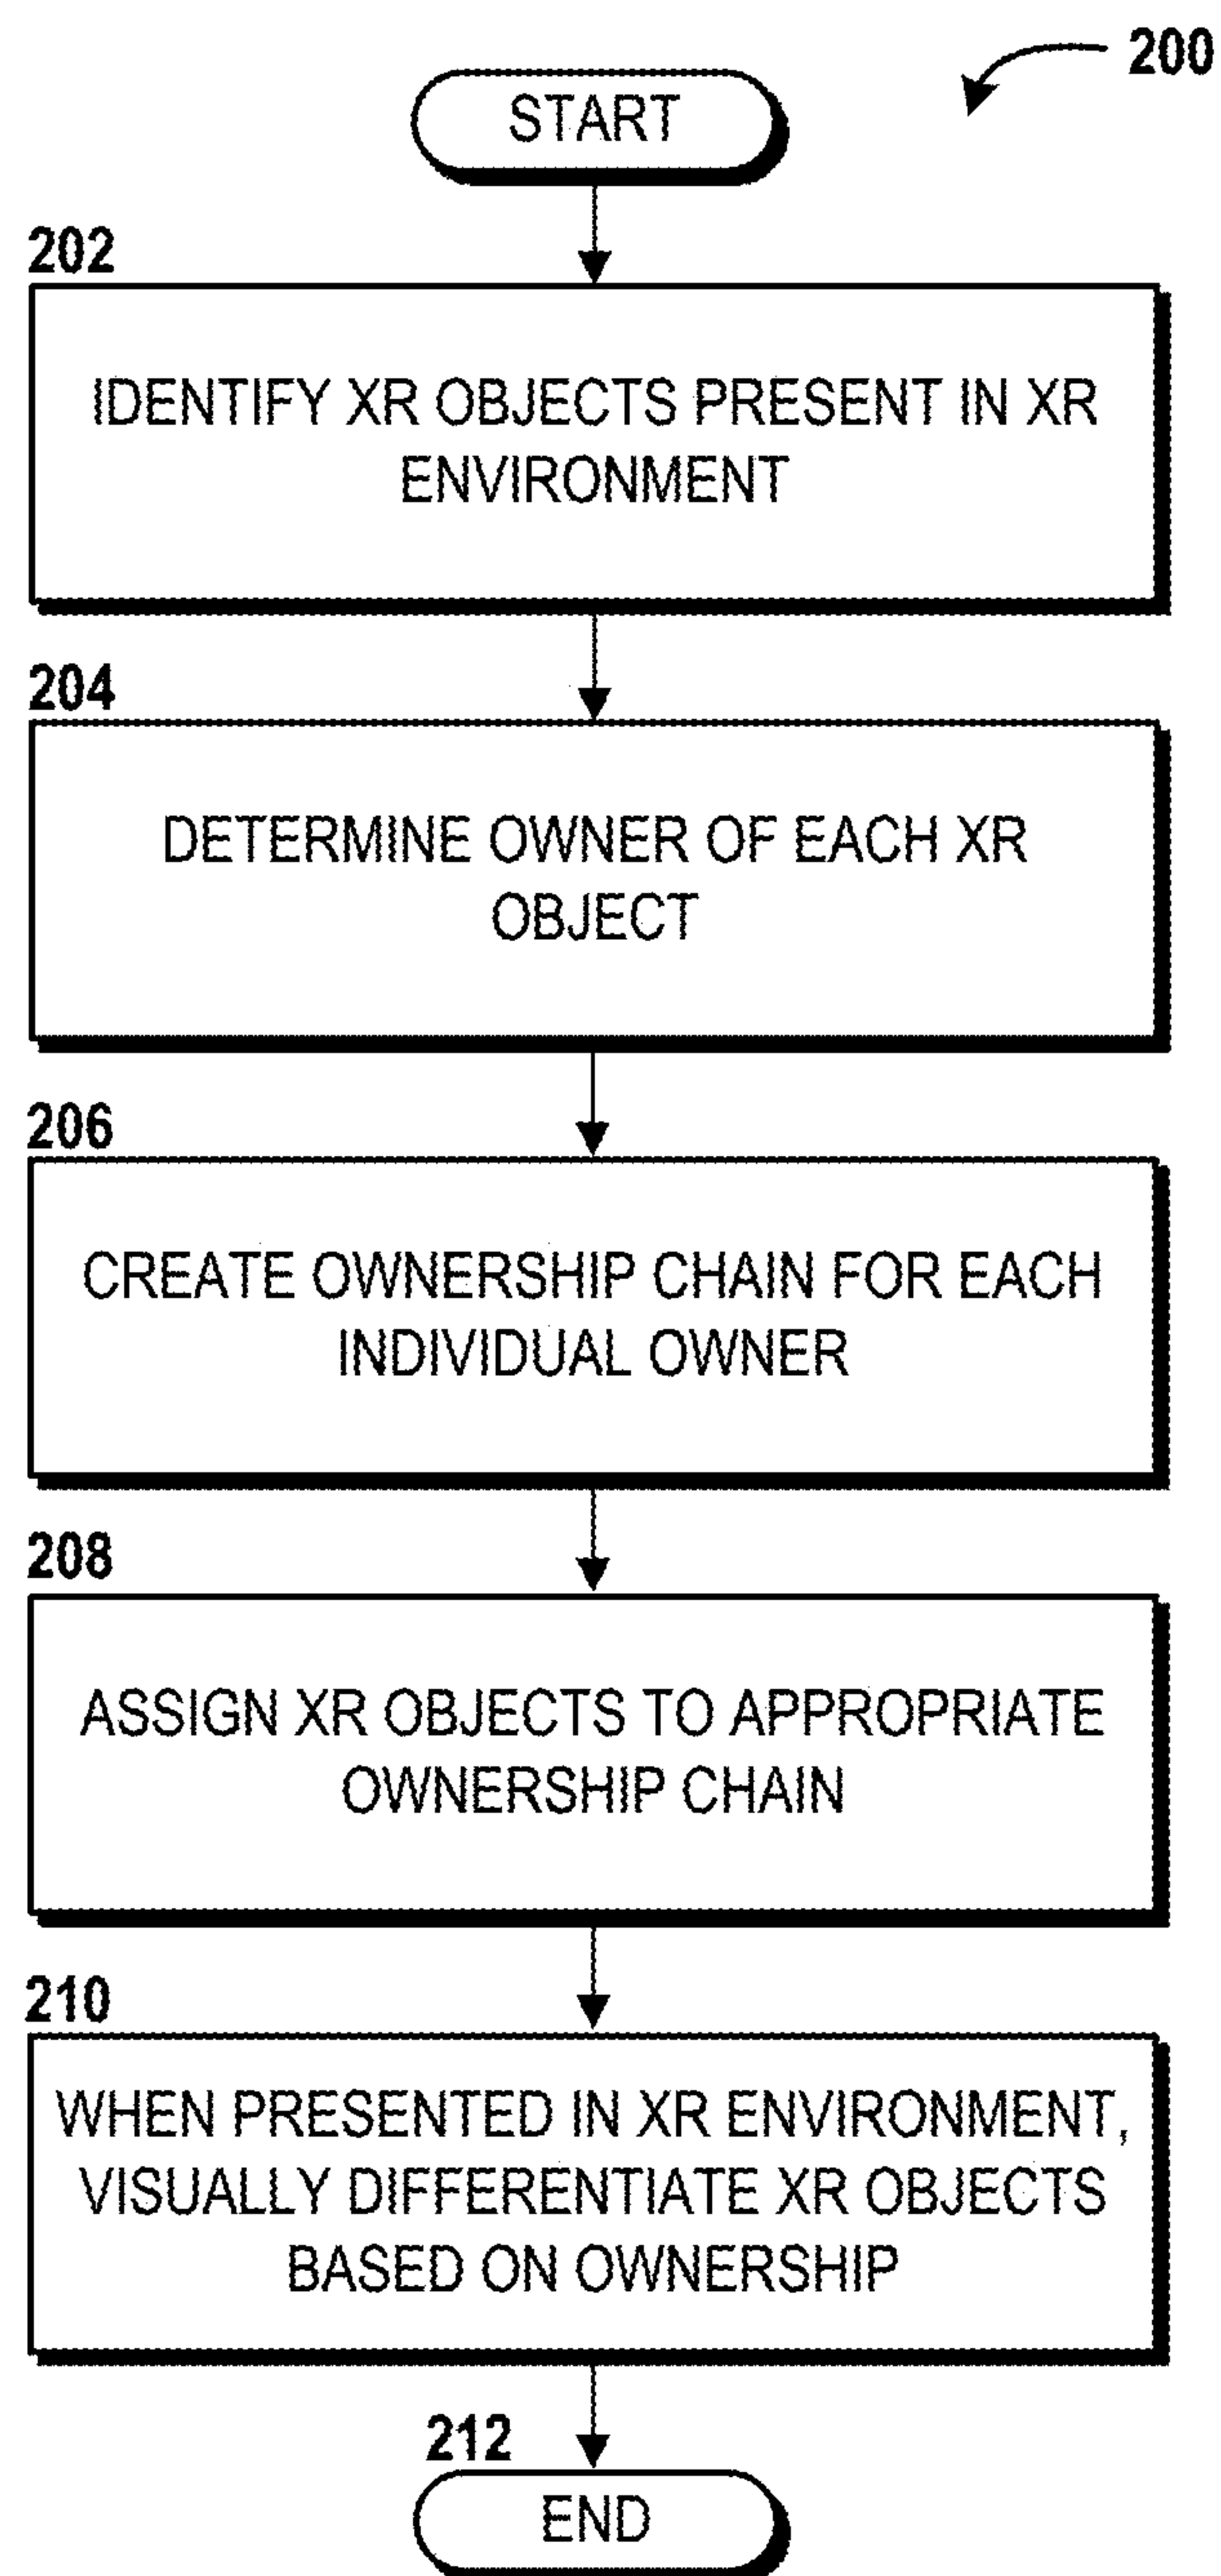 200
START
202
IDENTIFY XR OBJECTS PRESENT IN XR
ENVIRONMENT
204
DETERMINE OWNER OF EACH XR
OBJECT
206
CREATE OWNERSHIP CHAIN FOR EACH
INDIVIDUAL OWNER
208
ASSIGN XR OBJECTS TO APPROPRIATE
OWNERSHIP CHAIN
210
WHEN PRESENTED IN XR ENVIRONMENT,
VISUALLY DIFFERENTIATE XR OBJECTS
BASED ON OWNERSHIP
212
END